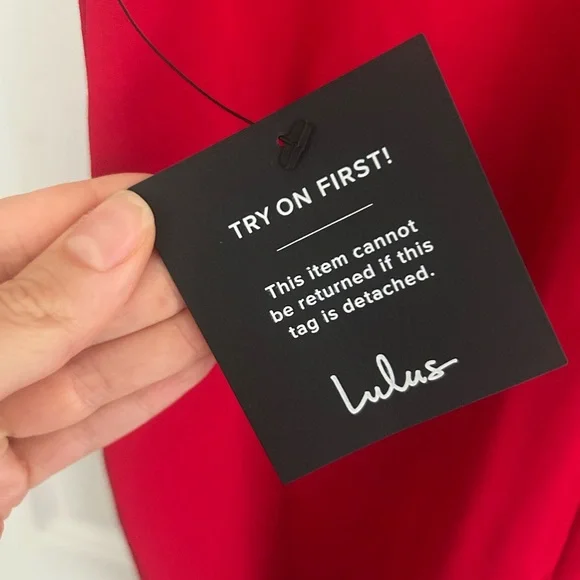 TRY ON FIRST!
This item cannot
be returned if this
tag is detached.
Lulus